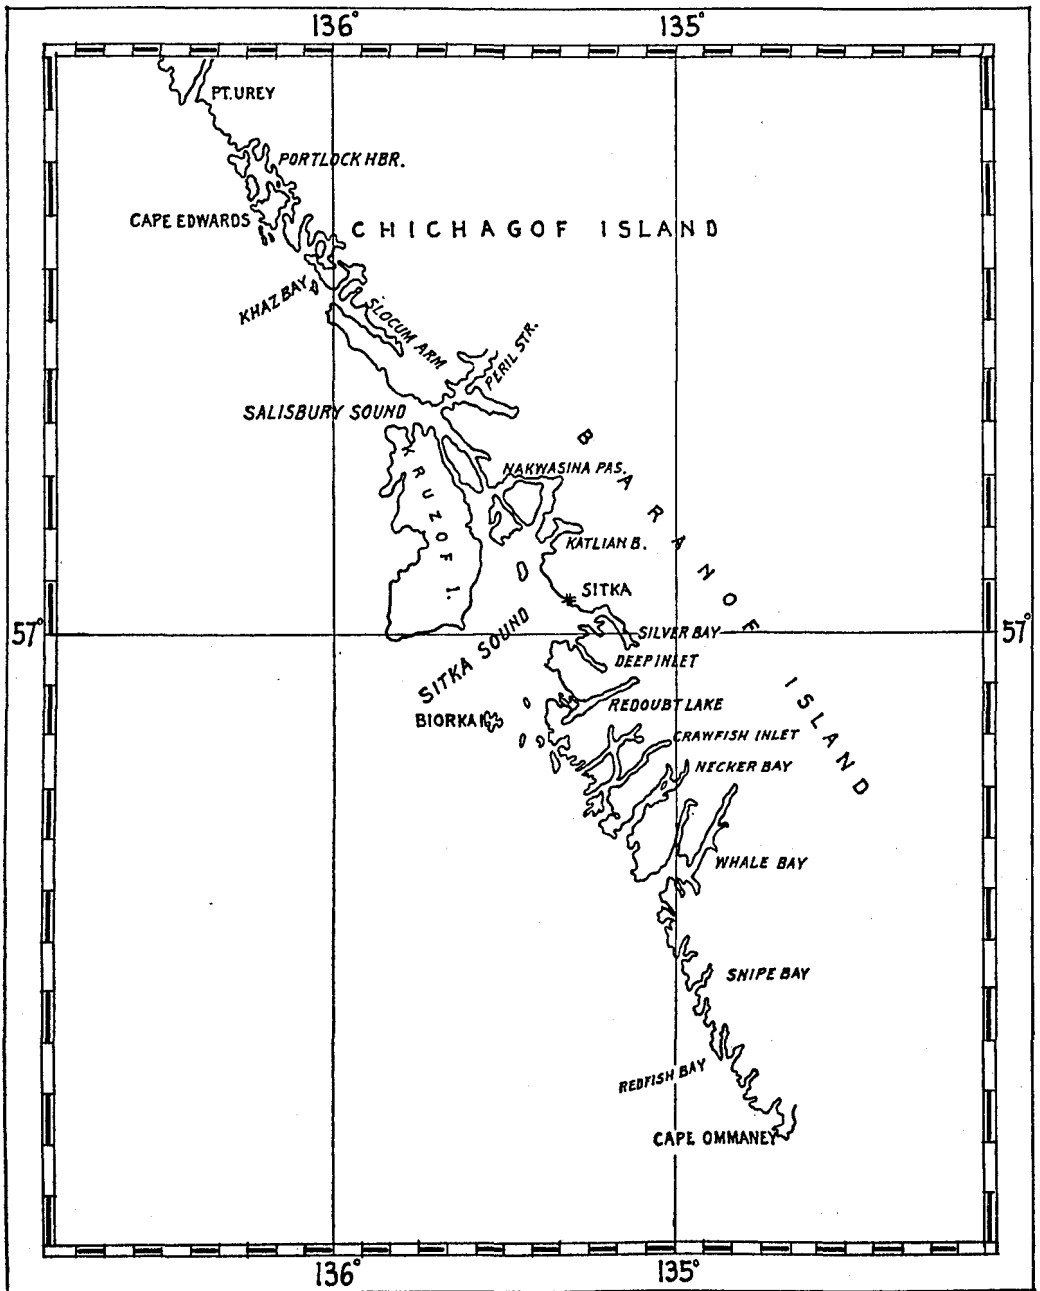 136° 135°
PT. UREY
PORTLOCK HBR.
CAPE EDWARDS
CHICHAGOF ISLAND
KHAZ BAY
SLOCUM ARM
PERIL STR.
SALISBURY SOUND
BARANOF ISLAND
KRUZOF I.
NAKWASINA PAS.
KATLIAN B.
SITKA
57° 57°
SITKA SOUND
SILVER BAY
DEEP INLET
REDOUBT LAKE
BIORKA I.
CRAWFISH INLET
NECKER BAY
WHALE BAY
SNIPE BAY
REDFISH BAY
CAPE OMMANEY
136° 135°